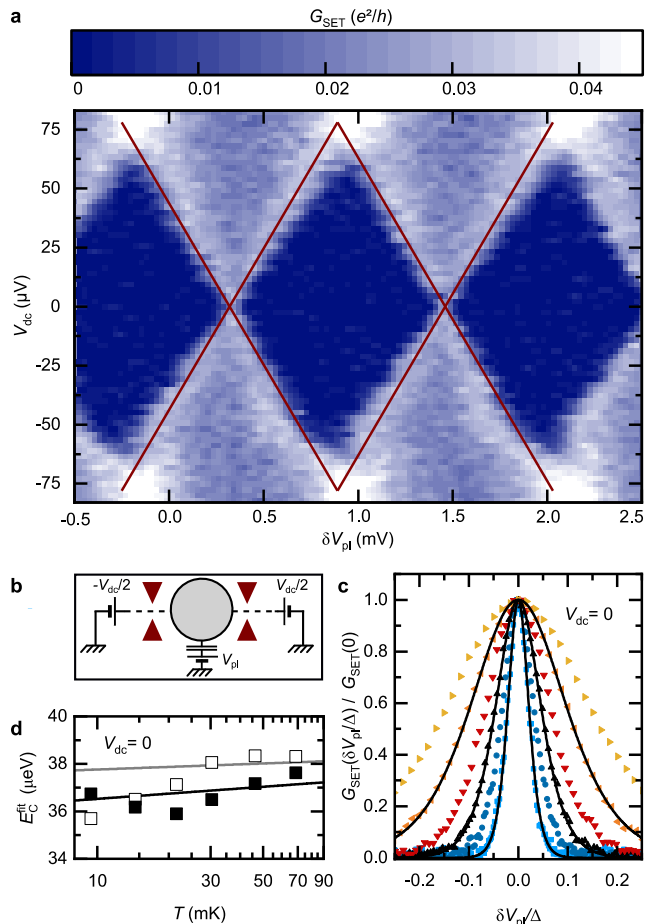 a
G_SET (e²/h)
0 0.01 0.02 0.03 0.04
V_dc (μV)
75
50
25
0
-25
-50
-75
-0.5 0.0 0.5 1.0 1.5 2.0 2.5
δV_pl (mV)
b
-V_dc/2 V_dc/2
V_pl
c
V_dc = 0
G_SET(δV_pl/Δ) / G_SET(0)
1.0
0.8
0.6
0.4
0.2
0.0
-0.2 -0.1 0.0 0.1 0.2
δV_pl/Δ
d
V_dc = 0
E_C^fit (μeV)
40
38
36
34
10 20 30 50 70 90
T (mK)